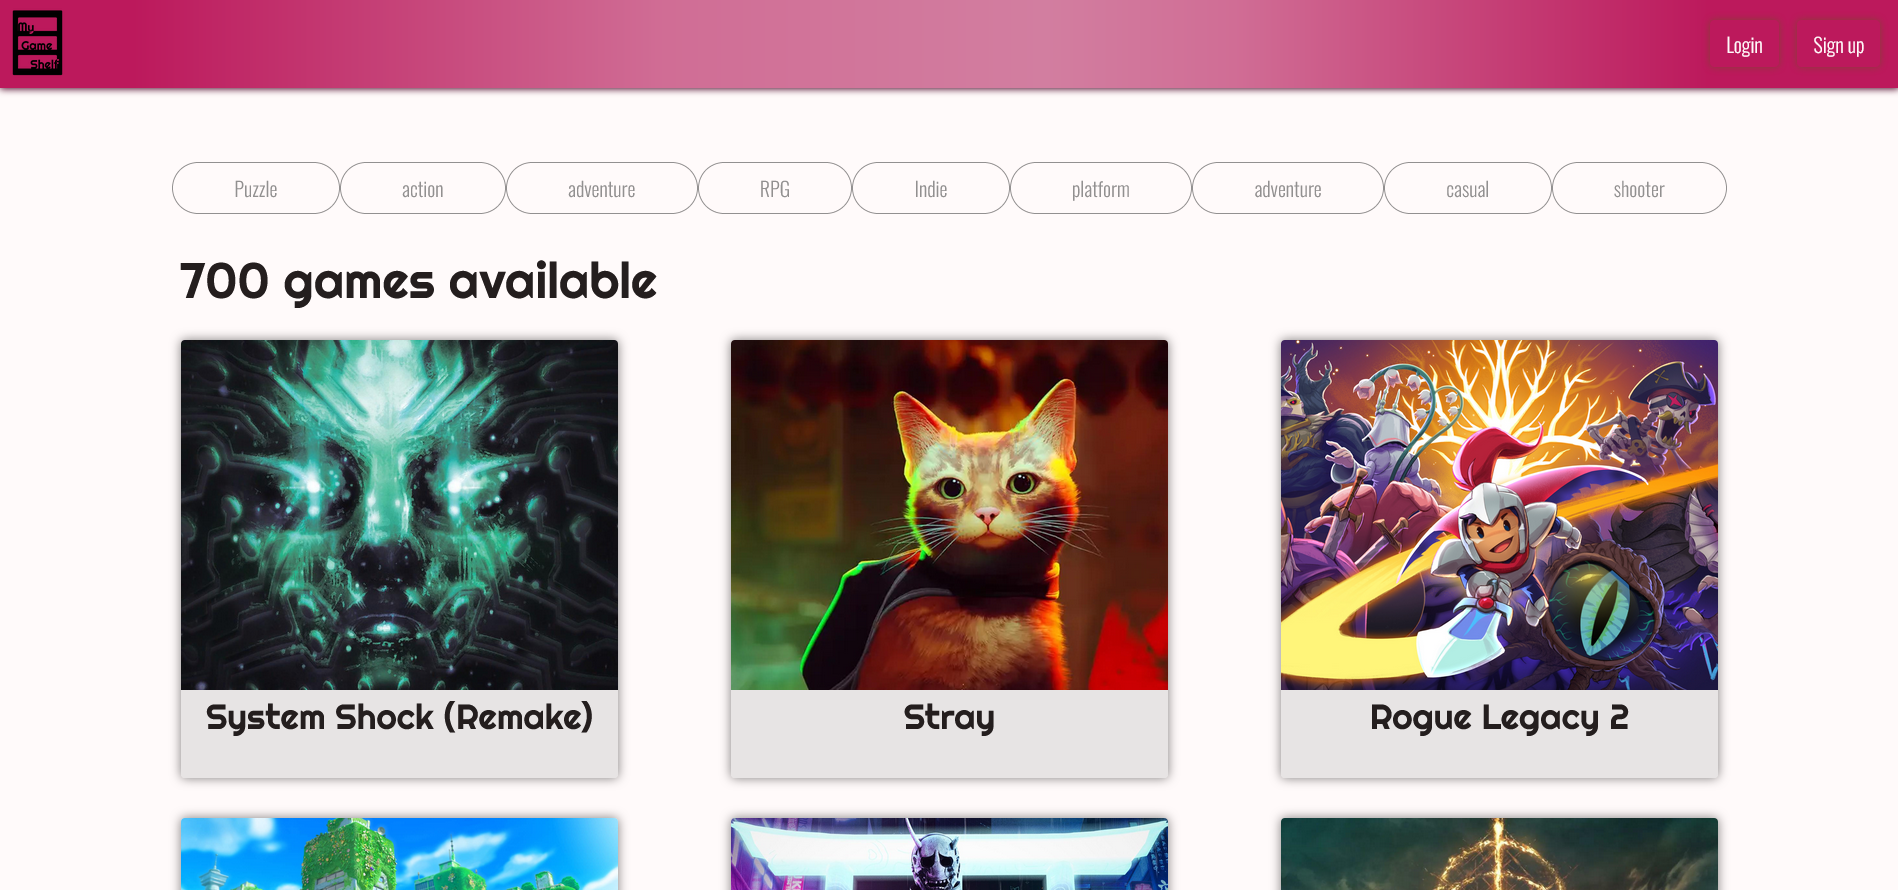 My
Game
Shelf
Login
Sign up
Puzzle
action
adventure
RPG
Indie
platform
adventure
casual
shooter
700 games available
System Shock (Remake)
Stray
Rogue Legacy 2